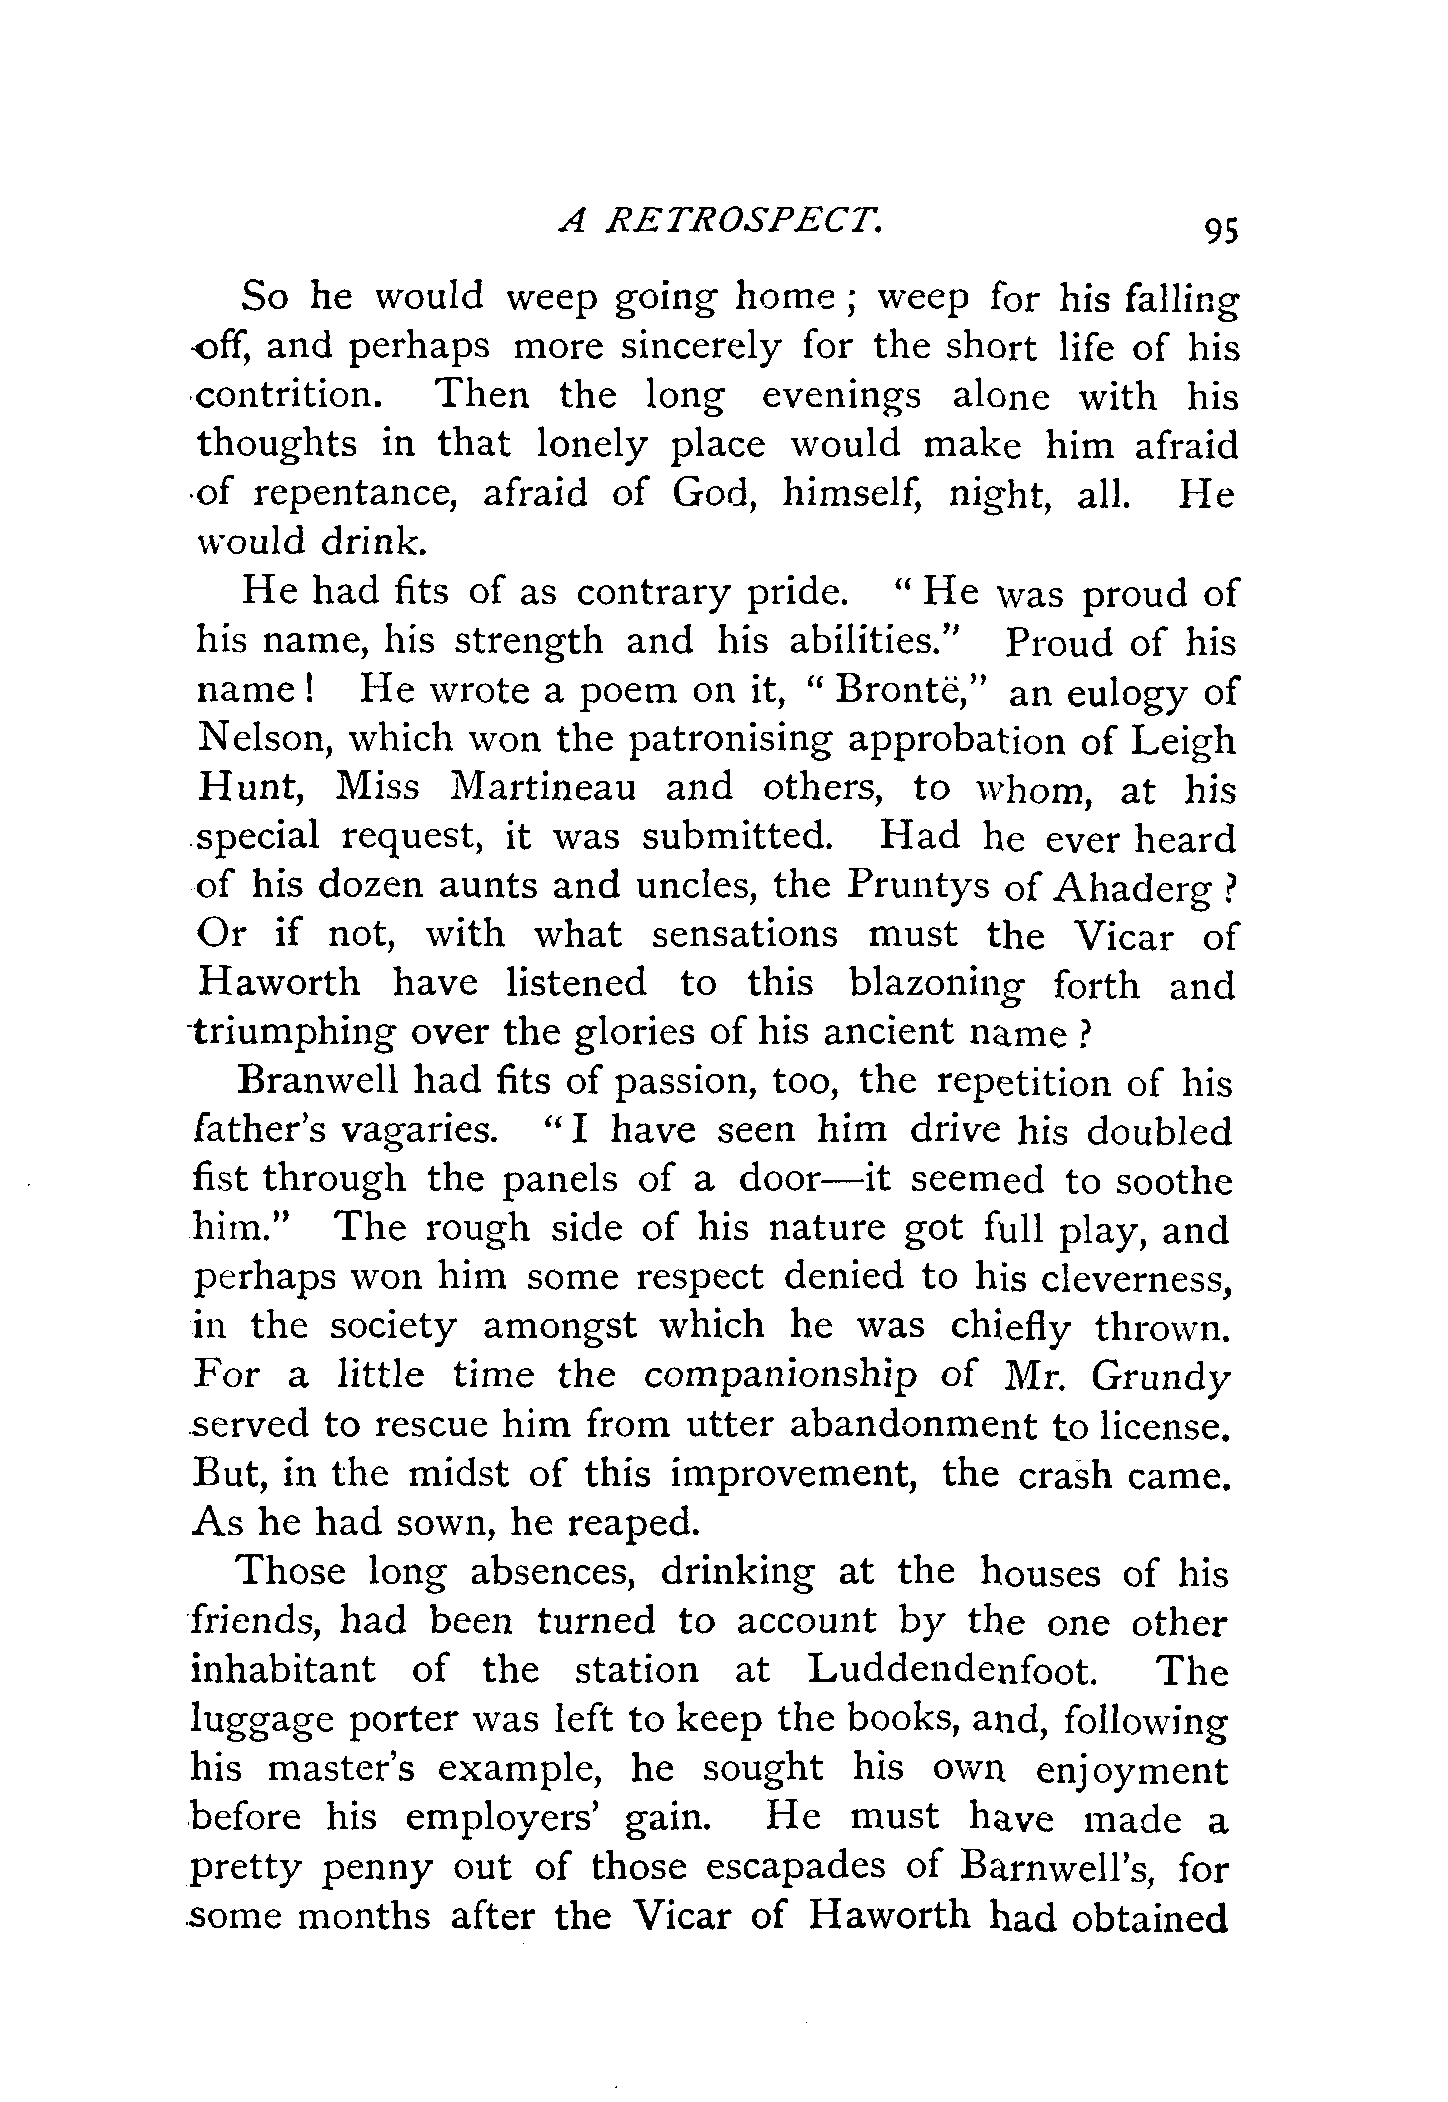 A RETROSPECT. 95
So he would weep going home ; weep for his falling
off, and perhaps more sincerely for the short life of his
contrition. Then the long evenings alone with his
thoughts in that lonely place would make him afraid
of repentance, afraid of God, himself, night, all. He
would drink.
He had fits of as contrary pride. " He was proud of
his name, his strength and his abilities." Proud of his
name ! He wrote a poem on it, " Brontë," an eulogy of
Nelson, which won the patronising approbation of Leigh
Hunt, Miss Martineau and others, to whom, at his
special request, it was submitted. Had he ever heard
of his dozen aunts and uncles, the Pruntys of Ahaderg ?
Or if not, with what sensations must the Vicar of
Haworth have listened to this blazoning forth and
triumphing over the glories of his ancient name ?
Branwell had fits of passion, too, the repetition of his
father's vagaries. " I have seen him drive his doubled
fist through the panels of a door—it seemed to soothe
him." The rough side of his nature got full play, and
perhaps won him some respect denied to his cleverness,
in the society amongst which he was chiefly thrown.
For a little time the companionship of Mr. Grundy
served to rescue him from utter abandonment to license.
But, in the midst of this improvement, the crash came.
As he had sown, he reaped.
Those long absences, drinking at the houses of his
friends, had been turned to account by the one other
inhabitant of the station at Luddendenfoot. The
luggage porter was left to keep the books, and, following
his master's example, he sought his own enjoyment
before his employers' gain. He must have made a
pretty penny out of those escapades of Barnwell's, for
some months after the Vicar of Haworth had obtained